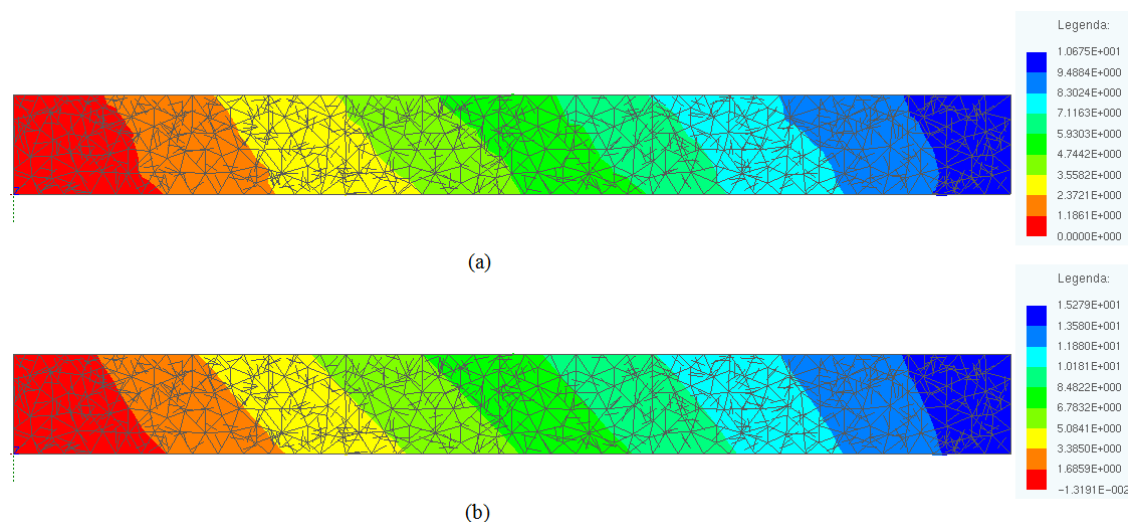 Legenda:
1.0675E+001
9.4884E+000
8.3024E+000
7.1163E+000
5.9303E+000
4.7442E+000
3.5582E+000
2.3721E+000
1.1861E+000
0.0000E+000
Z
(a)
Legenda:
1.5279E+001
1.3580E+001
1.1880E+001
1.0181E+001
8.4822E+000
6.7832E+000
5.0841E+000
3.3850E+000
1.6859E+000
-1.3191E-002
Z
(b)